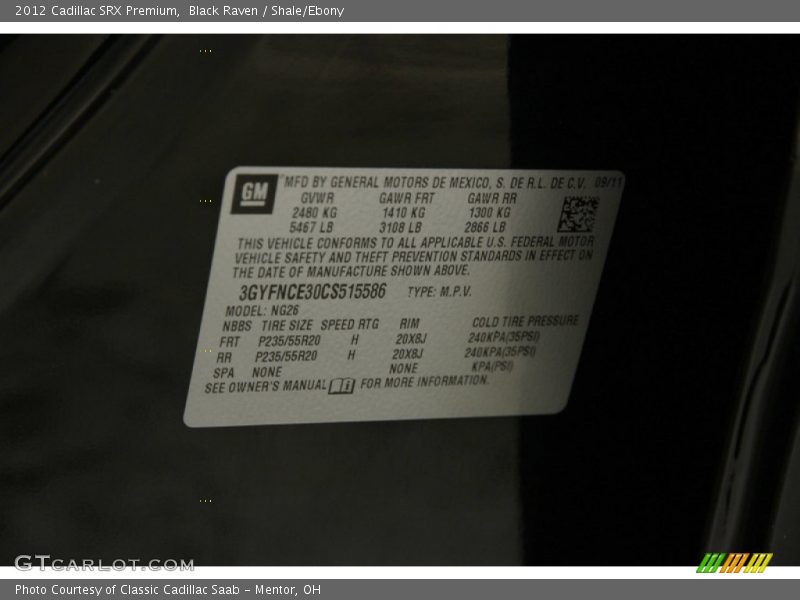 2012 Cadillac SRX Premium, Black Raven / Shale/Ebony
GM MFD BY GENERAL MOTORS DE MEXICO, S. DE R.L. DE C.V. 09/11
GVWR GAWR FRT GAWR RR
2480 KG 1410 KG 1300 KG
5467 LB 3108 LB 2866 LB
THIS VEHICLE CONFORMS TO ALL APPLICABLE U.S. FEDERAL MOTOR
VEHICLE SAFETY AND THEFT PREVENTION STANDARDS IN EFFECT ON
THE DATE OF MANUFACTURE SHOWN ABOVE.
3GYFNCE30CS515586 TYPE: M.P.V.
MODEL: NG26
NBBS TIRE SIZE SPEED RTG RIM COLD TIRE PRESSURE
FRT P235/55R20 H 20X8J 240KPA(35PSI)
RR P235/55R20 H 20X8J 240KPA(35PSI)
SPA NONE NONE KPA(PSI)
SEE OWNER'S MANUAL i FOR MORE INFORMATION.
GTCARLOT.COM
Photo Courtesy of Classic Cadillac Saab - Mentor, OH